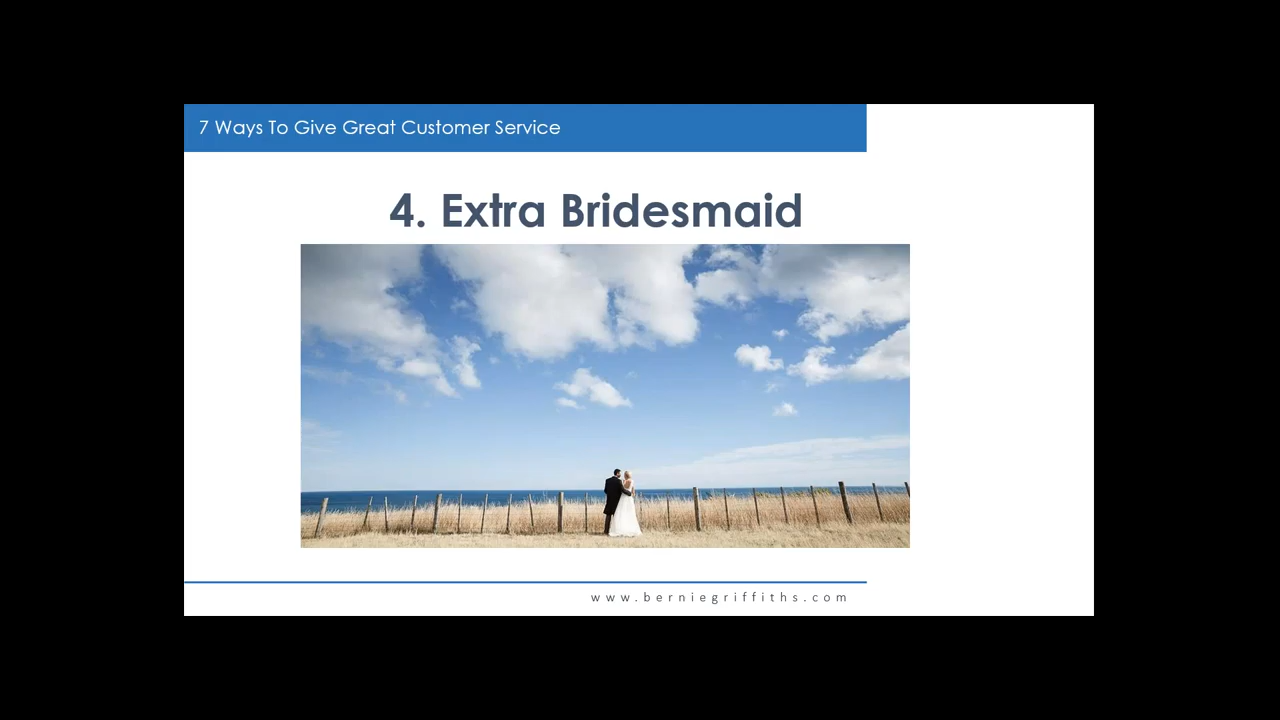 7 Ways To Give Great Customer Service
4. Extra Bridesmaid
www.berniegriffiths.com